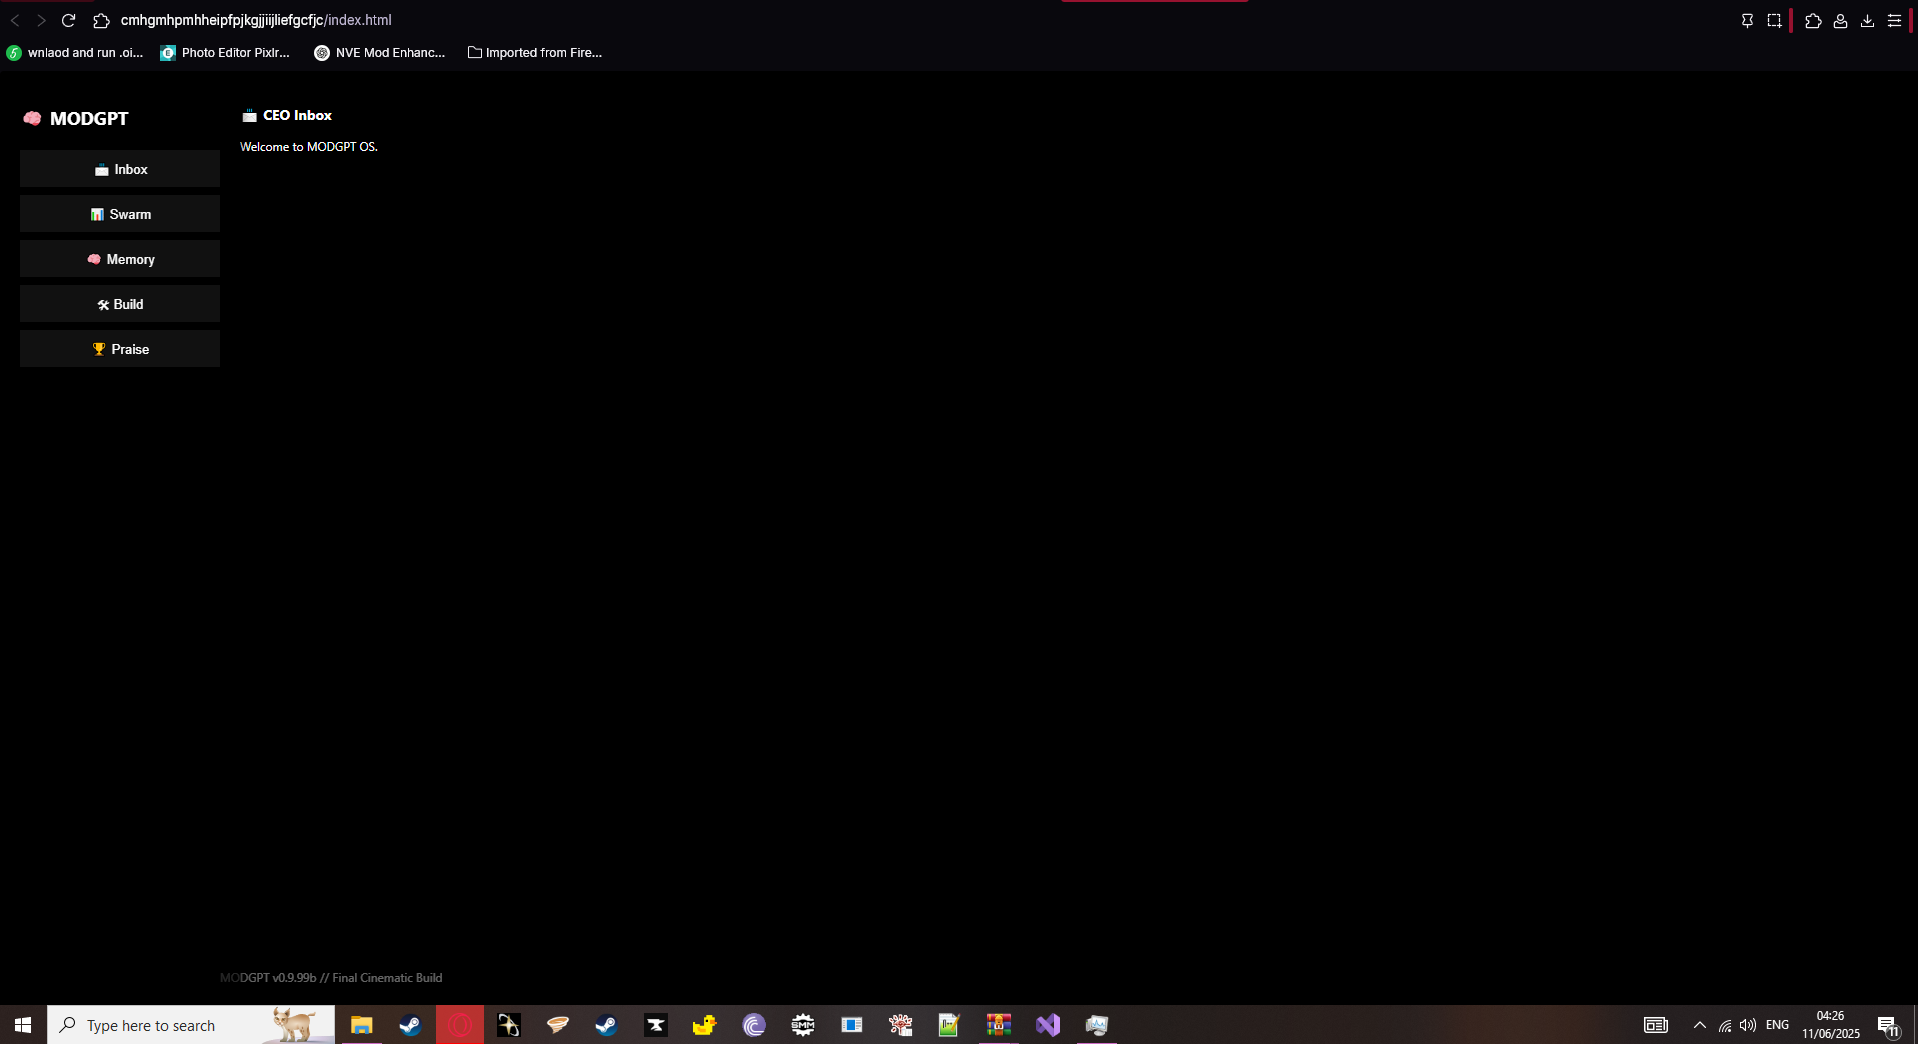 cmhgmhpmhheipfpjkgjjiijliefgcfjc/index.html
wnlaod and run .oi... Photo Editor Pixlr... NVE Mod Enhanc... Imported from Fire...
MODGPT
Inbox
Swarm
Memory
Build
Praise
CEO Inbox
Welcome to MODGPT OS.
MODGPT v0.9.99b // Final Cinematic Build
Type here to search
SMM
ENG
04:26
11/06/2025
11